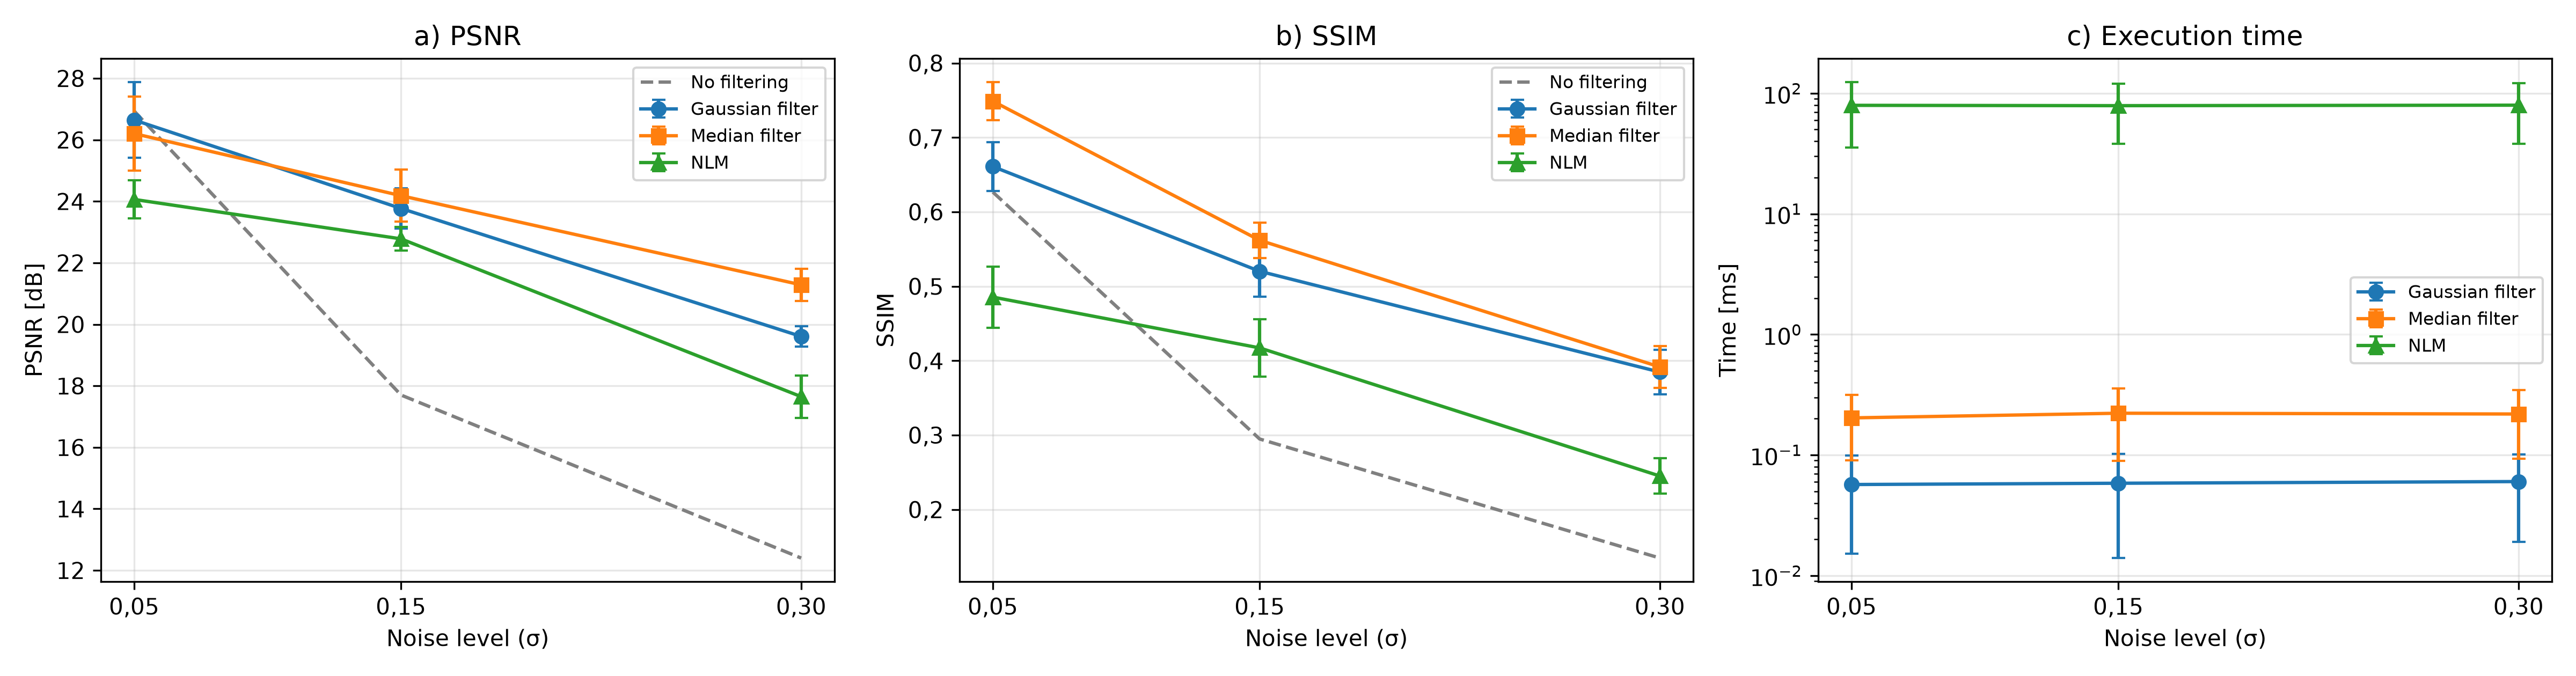 a) PSNR
PSNR [dB]
28
26
24
22
20
18
16
14
12
0,05
0,15
0,30
Noise level (σ)
No filtering
Gaussian filter
Median filter
NLM
b) SSIM
SSIM
0,8
0,7
0,6
0,5
0,4
0,3
0,2
0,05
0,15
0,30
Noise level (σ)
No filtering
Gaussian filter
Median filter
NLM
c) Execution time
Time [ms]
10²
10¹
10⁰
10⁻¹
10⁻²
0,05
0,15
0,30
Noise level (σ)
Gaussian filter
Median filter
NLM